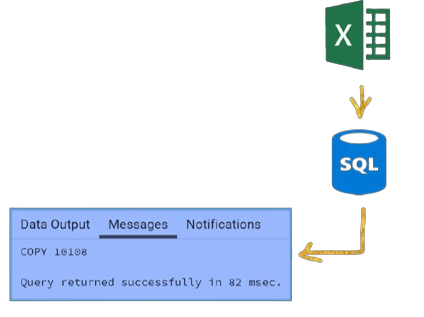 X
SQL
Data Output Messages Notifications
COPY 10108
Query returned successfully in 82 msec.